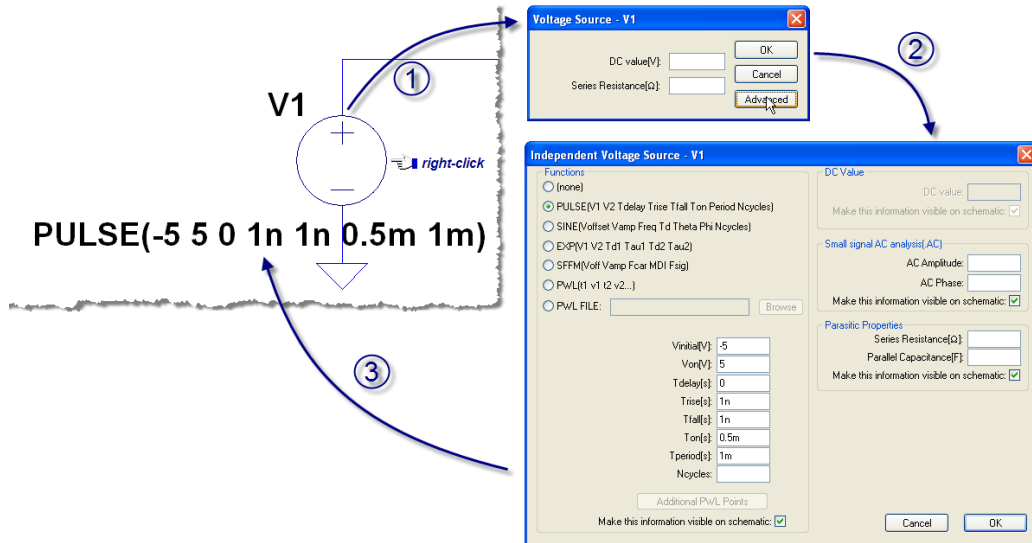 1
V1
right-click
PULSE(-5 5 0 1n 1n 0.5m 1m)
Voltage Source - V1
DC value[V]:
Series Resistance[Ω]:
OK
Cancel
Advanced
2
Independent Voltage Source - V1
Functions
(none)
PULSE(V1 V2 Tdelay Trise Tfall Ton Period Ncycles)
SINE(Voffset Vamp Freq Td Theta Phi Ncycles)
EXP(V1 V2 Td1 Tau1 Td2 Tau2)
SFFM(Voff Vamp Fcar MDI Fsig)
PWL(t1 v1 t2 v2...)
PWL FILE:
Browse
Vinitial[V]: -5
Von[V]: 5
Tdelay[s]: 0
Trise[s]: 1n
Tfall[s]: 1n
Ton[s]: 0.5m
Tperiod[s]: 1m
Ncycles:
Additional PWL Points
Make this information visible on schematic:
DC Value
DC value:
Make this information visible on schematic:
Small signal AC analysis(.AC)
AC Amplitude:
AC Phase:
Make this information visible on schematic:
Parasitic Properties
Series Resistance[Ω]:
Parallel Capacitance[F]:
Make this information visible on schematic:
Cancel
OK
3